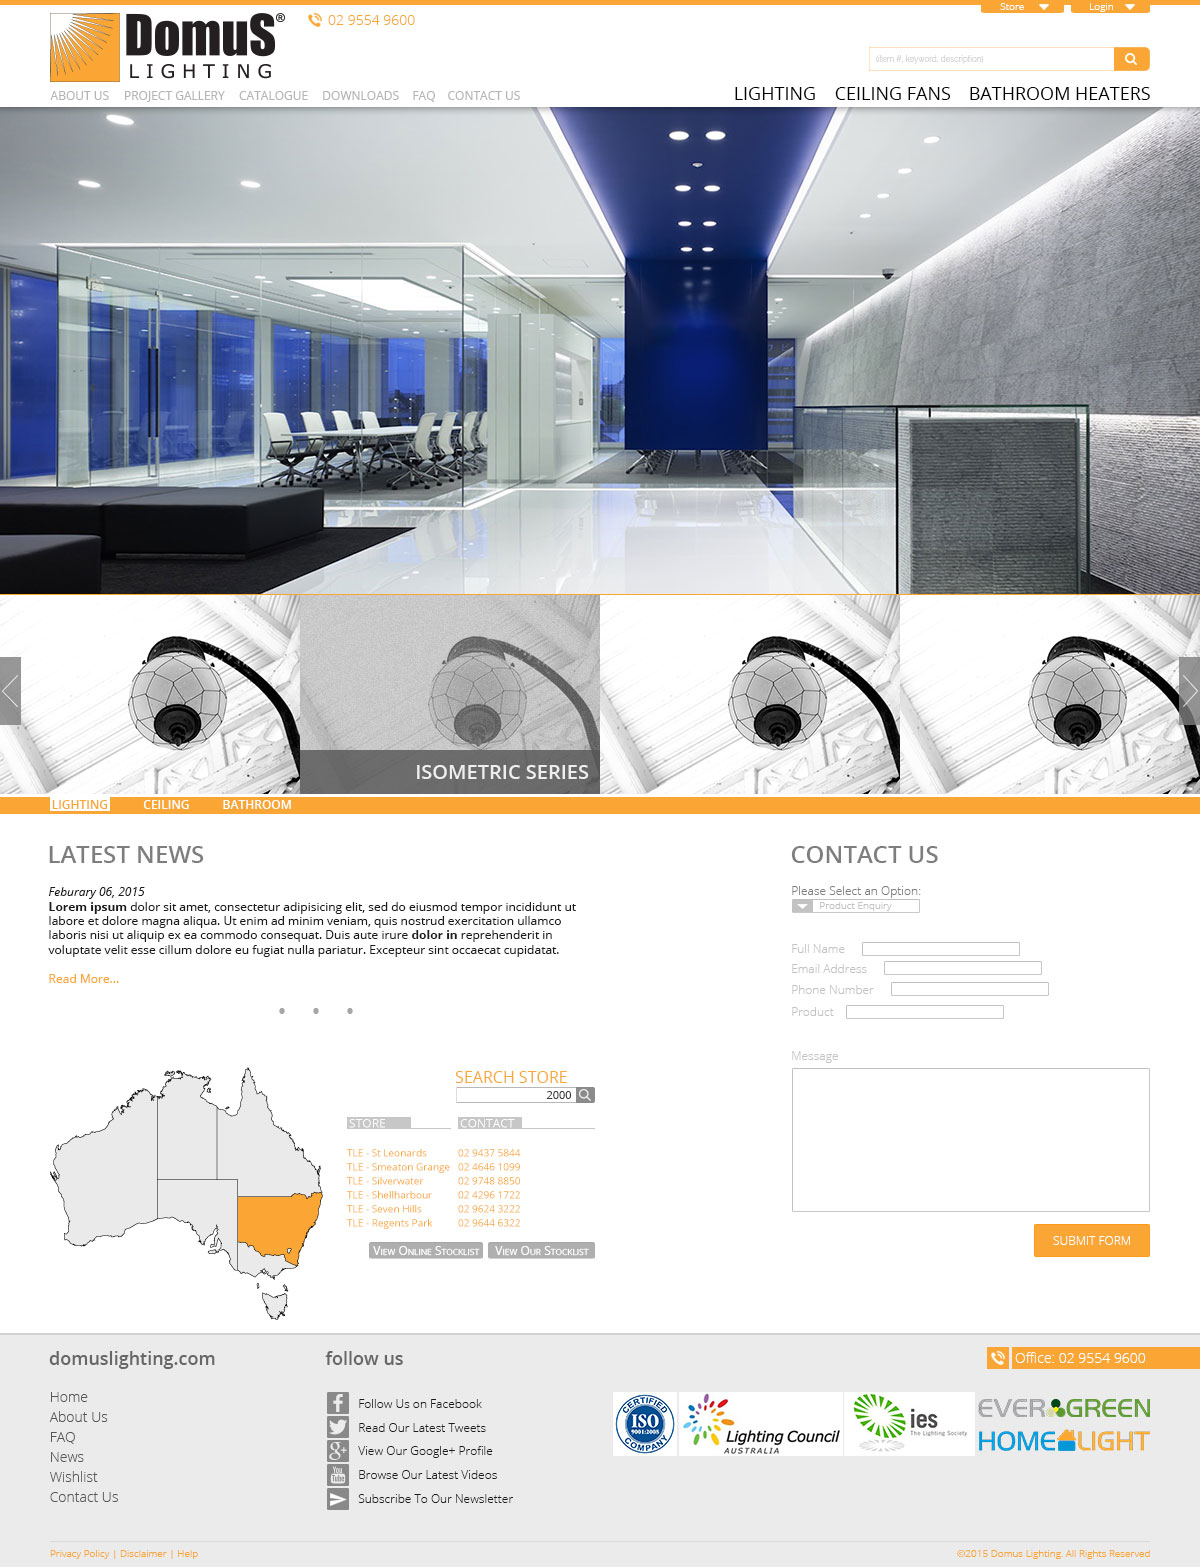 Store
Login
DomuS®
LIGHTING
02 9554 9600
(item #, keyword, description)
ABOUT US PROJECT GALLERY CATALOGUE DOWNLOADS FAQ CONTACT US
LIGHTING CEILING FANS BATHROOM HEATERS
ISOMETRIC SERIES
LIGHTING CEILING BATHROOM
LATEST NEWS
Feburary 06, 2015
Lorem ipsum dolor sit amet, consectetur adipisicing elit, sed do eiusmod tempor incididunt ut
labore et dolore magna aliqua. Ut enim ad minim veniam, quis nostrud exercitation ullamco
laboris nisi ut aliquip ex ea commodo consequat. Duis aute irure dolor in reprehenderit in
voluptate velit esse cillum dolore eu fugiat nulla pariatur. Excepteur sint occaecat cupidatat.
Read More...
CONTACT US
Please Select an Option:
Product Enquiry
Full Name
Email Address
Phone Number
Product
Message
SUBMIT FORM
SEARCH STORE
2000
STORE CONTACT
TLE - St Leonards 02 9437 5844
TLE - Smeaton Grange 02 4646 1099
TLE - Silverwater 02 9748 8850
TLE - Shellharbour 02 4296 1722
TLE - Seven Hills 02 9624 3222
TLE - Regents Park 02 9644 6322
View Online Stocklist View Our Stocklist
domuslighting.com
Home
About Us
FAQ
News
Wishlist
Contact Us
follow us
Follow Us on Facebook
Read Our Latest Tweets
View Our Google+ Profile
Browse Our Latest Videos
Subscribe To Our Newsletter
Office: 02 9554 9600
CERTIFIED
ISO
9001:2008
COMPANY
Lighting Council
AUSTRALIA
ies
The Lighting Society
EVERGREEN
HOMELIGHT
Privacy Policy | Disclaimer | Help
©2015 Domus Lighting. All Rights Reserved